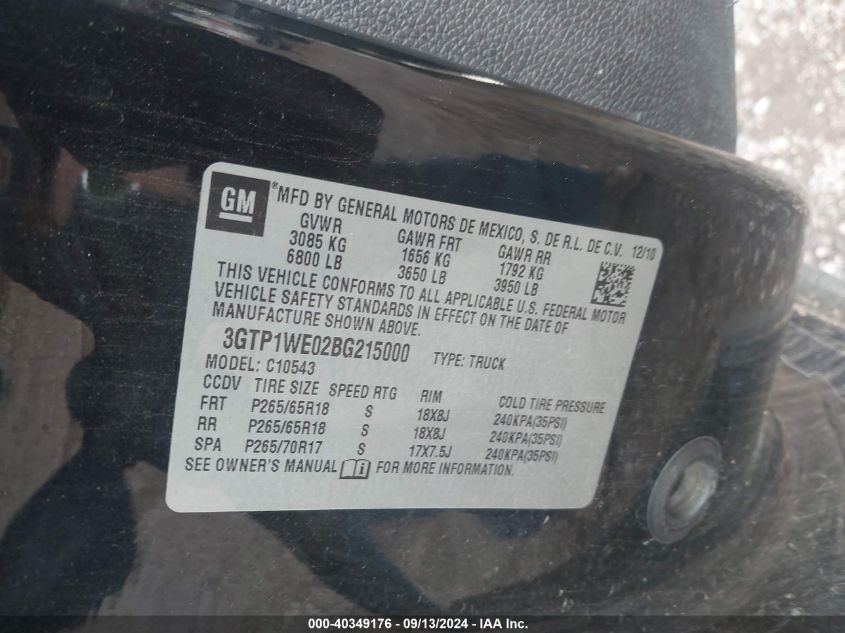 GM
®MFD BY GENERAL MOTORS DE MEXICO, S. DE R.L. DE C.V. 12/10
GVWR GAWR FRT GAWR RR
3085 KG 1656 KG 1792 KG
6800 LB 3650 LB 3950 LB
THIS VEHICLE CONFORMS TO ALL APPLICABLE U.S. FEDERAL MOTOR
VEHICLE SAFETY STANDARDS IN EFFECT ON THE DATE OF
MANUFACTURE SHOWN ABOVE.
3GTP1WE02BG215000 TYPE: TRUCK
MODEL: C10543
CCDV TIRE SIZE SPEED RTG RIM COLD TIRE PRESSURE
FRT P265/65R18 S 18X8J 240KPA(35PSI)
RR P265/65R18 S 18X8J 240KPA(35PSI)
SPA P265/70R17 S 17X7.5J 240KPA(35PSI)
SEE OWNER'S MANUAL FOR MORE INFORMATION.
000-40349176 - 09/13/2024 - IAA Inc.